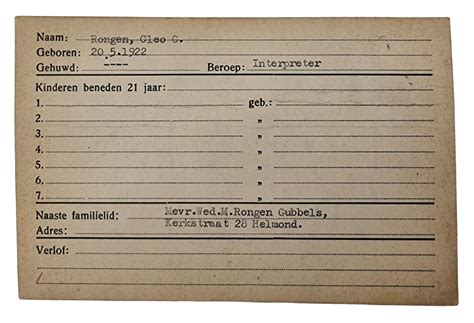 Naam: Rongen, Cleo G.
Geboren: 20.5.1922
Gehuwd: ---- Beroep: Interpreter
Kinderen beneden 21 jaar:
1. geb.:
2. „
3. „
4. „
5. „
6. „
7. „
Naaste familielid: Mevr.Wed.M.Rongen Gubbels,
Adres: Kerkstraat 28 Helmond.
Verlof: